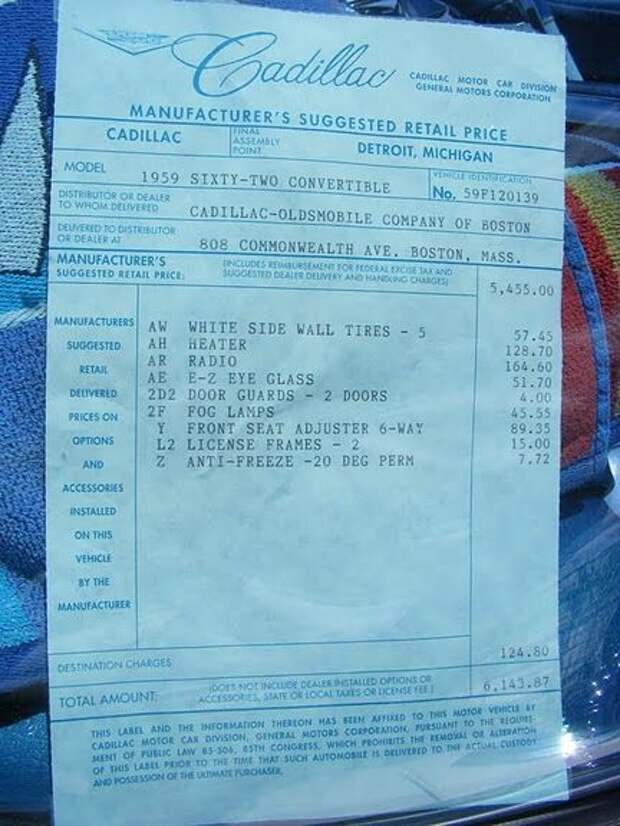 Cadillac
CADILLAC MOTOR CAR DIVISION
GENERAL MOTORS CORPORATION
MANUFACTURER'S SUGGESTED RETAIL PRICE
CADILLAC
FINAL
ASSEMBLY
POINT
DETROIT, MICHIGAN
MODEL
1959 SIXTY-TWO CONVERTIBLE
VEHICLE IDENTIFICATION
No. 59F120139
DISTRIBUTOR OR DEALER
TO WHOM DELIVERED
CADILLAC-OLDSMOBILE COMPANY OF BOSTON
DELIVERED TO DISTRIBUTOR
OR DEALER AT
808 COMMONWEALTH AVE. BOSTON, MASS.
MANUFACTURER'S
SUGGESTED RETAIL PRICE:
(INCLUDES REIMBURSEMENT FOR FEDERAL EXCISE TAX AND
SUGGESTED DEALER DELIVERY AND HANDLING CHARGES)
5,455.00
MANUFACTURERS
SUGGESTED
RETAIL
DELIVERED
PRICES ON
OPTIONS
AND
ACCESSORIES
INSTALLED
ON THIS
VEHICLE
BY THE
MANUFACTURER
AW WHITE SIDE WALL TIRES - 5 57.45
AH HEATER 128.70
AR RADIO 164.60
AE E-Z EYE GLASS 51.70
2D2 DOOR GUARDS - 2 DOORS 4.00
2F FOG LAMPS 45.55
Y FRONT SEAT ADJUSTER 6-WAY 89.35
L2 LICENSE FRAMES - 2 15.00
Z ANTI-FREEZE -20 DEG PERM 7.72
DESTINATION CHARGES
124.80
TOTAL AMOUNT:
(DOES NOT INCLUDE DEALER INSTALLED OPTIONS OR
ACCESSORIES, STATE OR LOCAL TAXES OR LICENSE FEE)
6,143.87
THIS LABEL AND THE INFORMATION THEREON HAS BEEN AFFIXED TO THIS MOTOR VEHICLE BY
CADILLAC MOTOR CAR DIVISION, GENERAL MOTORS CORPORATION, PURSUANT TO THE REQUIRE-
MENT OF PUBLIC LAW 85-506, 85TH CONGRESS, WHICH PROHIBITS THE REMOVAL OR ALTERATION
OF THIS LABEL PRIOR TO THE TIME THAT SUCH AUTOMOBILE IS DELIVERED TO THE ACTUAL CUSTODY
AND POSSESSION OF THE ULTIMATE PURCHASER.